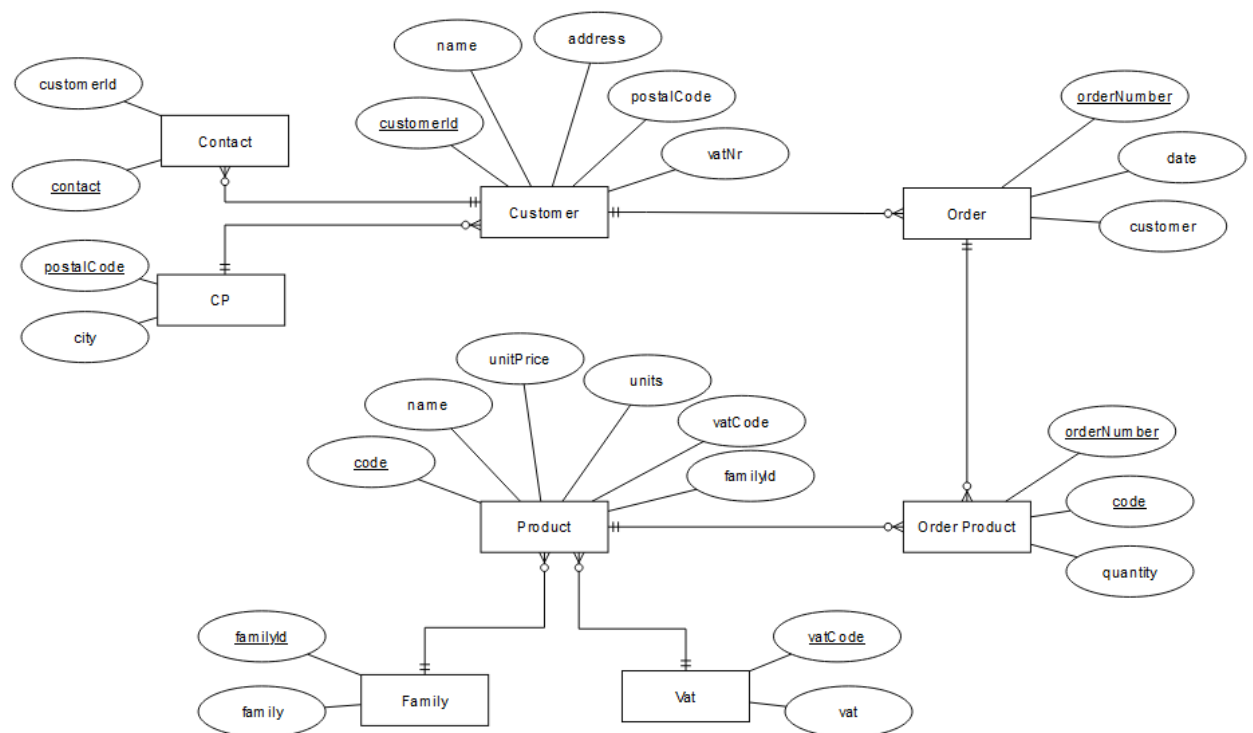 address
name
customerId
postalCode
orderNumber
customerId
Contact
vatNr
date
contact
Customer
Order
customer
postalCode
CP
city
unitPrice
units
name
vatCode
orderNumber
code
familyId
code
Product
Order Product
quantity
familyId
vatCode
Family
Vat
family
vat